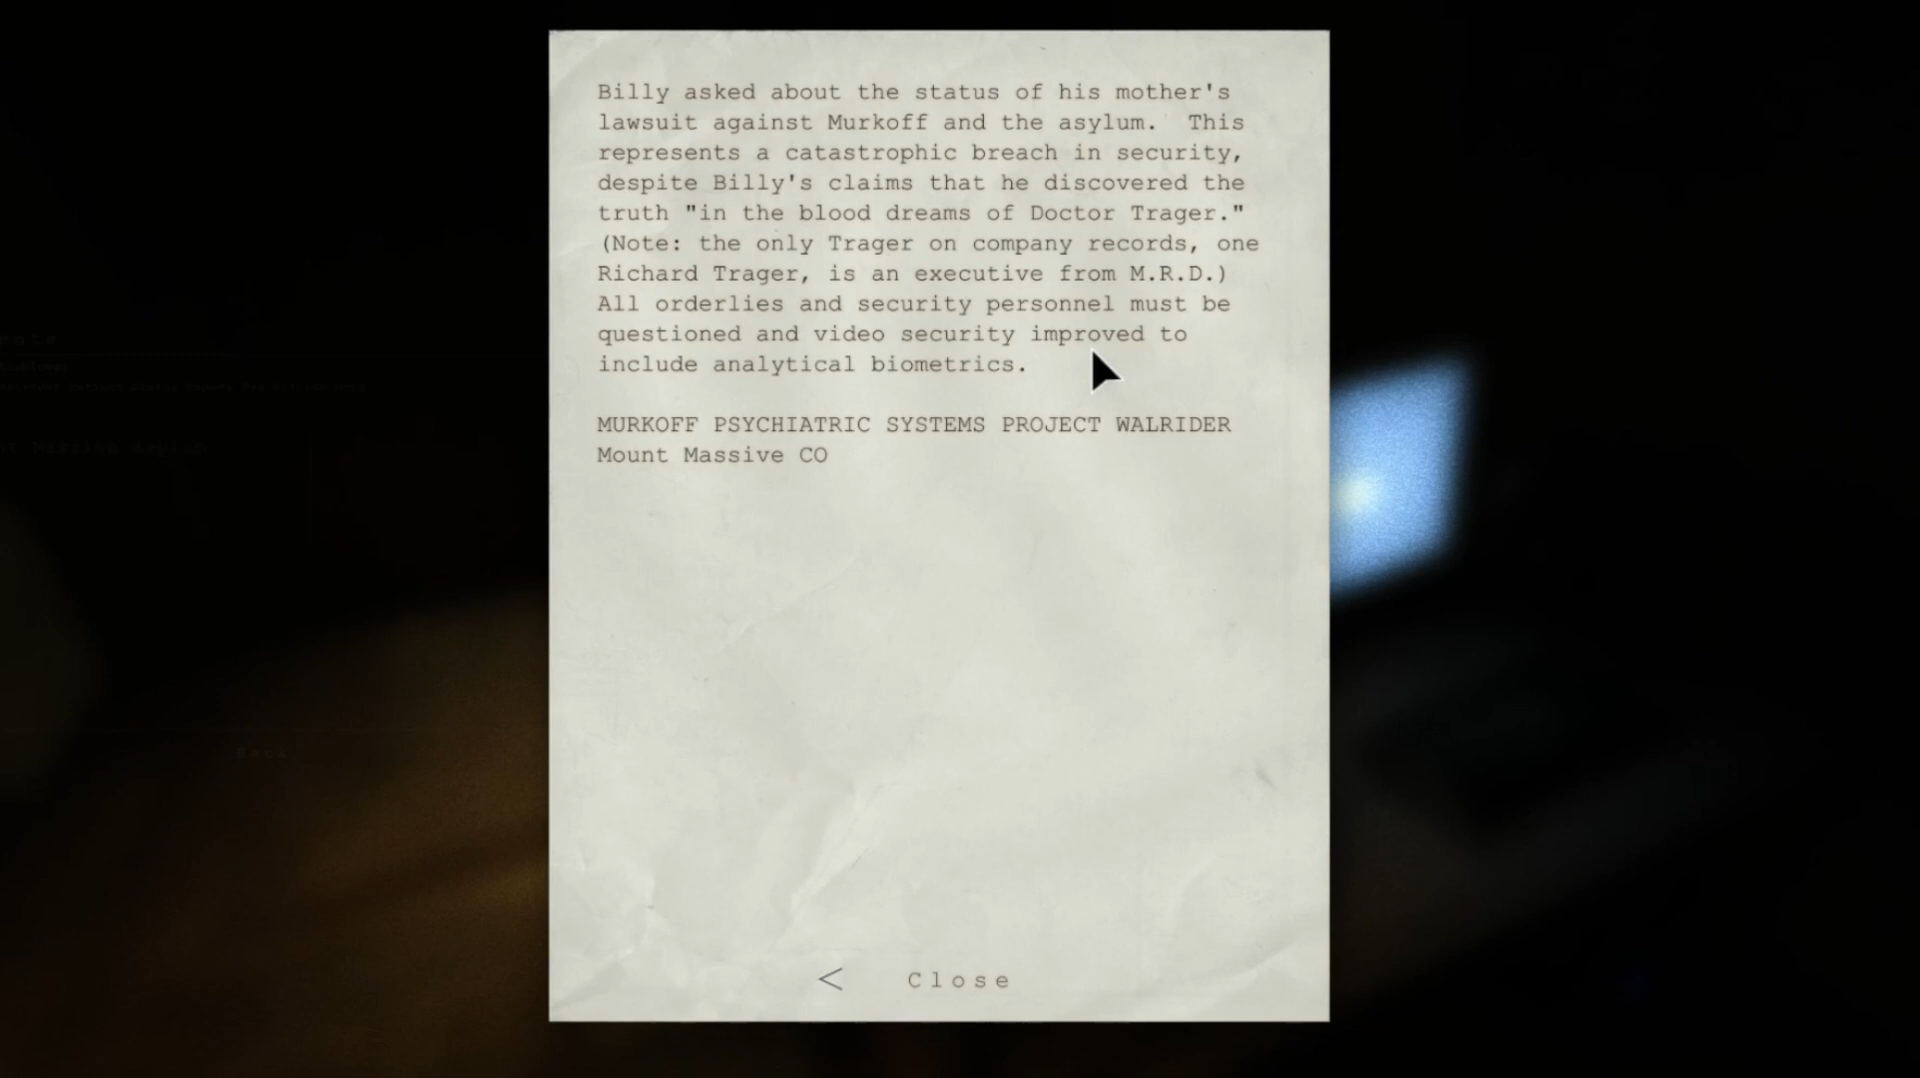 Billy asked about the status of his mother's
lawsuit against Murkoff and the asylum.  This
represents a catastrophic breach in security,
despite Billy's claims that he discovered the
truth "in the blood dreams of Doctor Trager."
(Note: the only Trager on company records, one
Richard Trager, is an executive from M.R.D.)
All orderlies and security personnel must be
questioned and video security improved to
include analytical biometrics.
MURKOFF PSYCHIATRIC SYSTEMS PROJECT WALRIDER
Mount Massive CO
Back
< Close